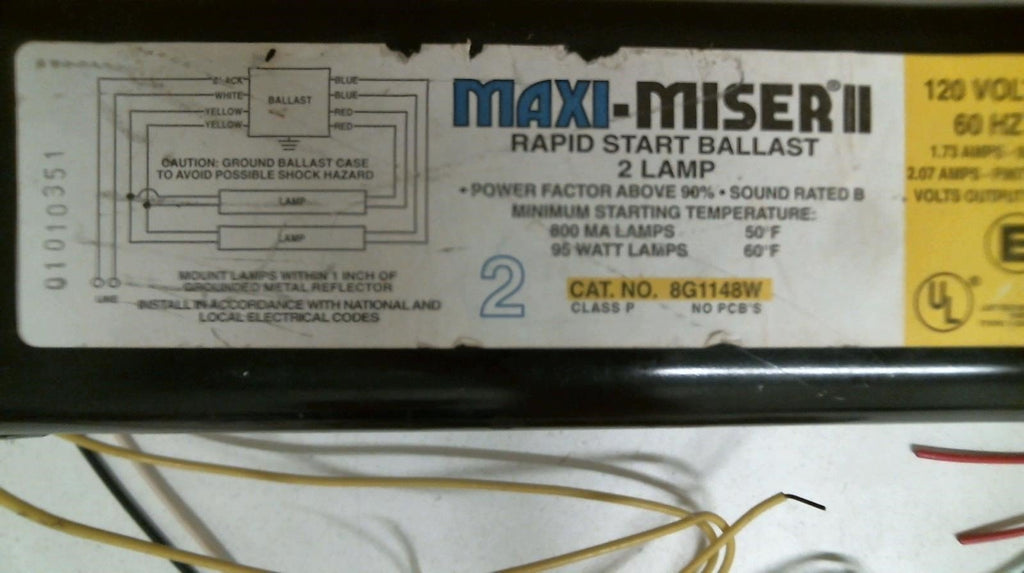 BLACK
WHITE
YELLOW
YELLOW
BALLAST
BLUE
BLUE
RED
RED
CAUTION: GROUND BALLAST CASE
TO AVOID POSSIBLE SHOCK HAZARD
LAMP
LAMP
LINE
MOUNT LAMPS WITHIN 1 INCH OF
GROUNDED METAL REFLECTOR
INSTALL IN ACCORDANCE WITH NATIONAL AND
LOCAL ELECTRICAL CODES
01010351
MAXI-MISER® II
RAPID START BALLAST
2 LAMP
• POWER FACTOR ABOVE 90% • SOUND RATED B
MINIMUM STARTING TEMPERATURE:
800 MA LAMPS 50°F
95 WATT LAMPS 60°F
2
CAT. NO. 8G1148W
CLASS P NO PCB'S
120 VOL
60 HZ
1.73 AMPS
2.07 AMPS
VOLTS OUTPUT
E
UL®